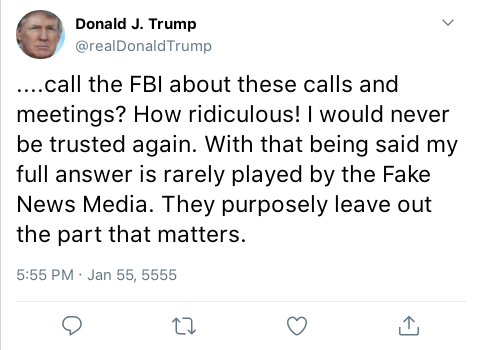 Donald J. Trump
@realDonaldTrump
....call the FBI about these calls and
meetings? How ridiculous! I would never
be trusted again. With that being said my
full answer is rarely played by the Fake
News Media. They purposely leave out
the part that matters.
5:55 PM · Jan 55, 5555